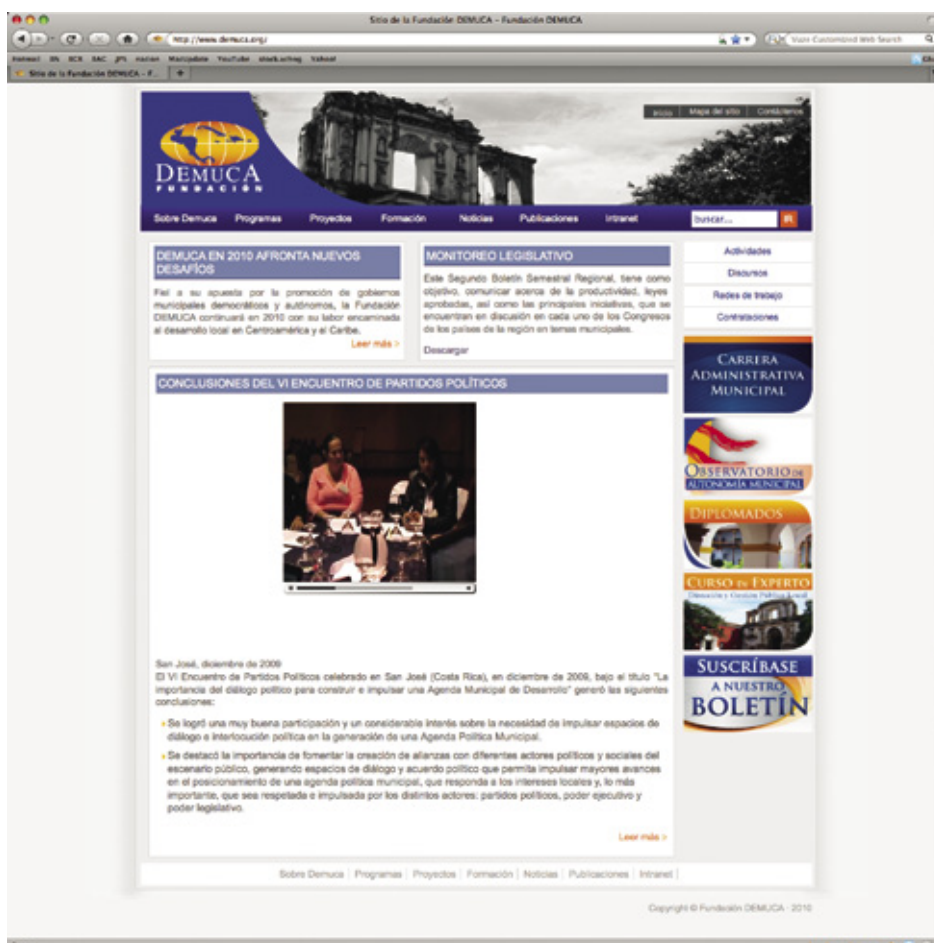 Sitio de la Fundación DEMUCA – Fundación DEMUCA
http://www.demuca.org/
Sitio de la Fundación DEMUCA – F...
Inicio | Mapa del sitio | Contáctenos
DEMUCA
FUNDACIÓN
Sobre Demuca Programas Proyectos Formación Noticias Publicaciones Intranet
buscar... IR
DEMUCA EN 2010 AFRONTA NUEVOS
DESAFÍOS
Fiel a su apuesta por la promoción de gobiernos
municipales democráticos y autónomos, la Fundación
DEMUCA continuará en 2010 con su labor encaminada
al desarrollo local en Centroamérica y el Caribe.
Leer más >
MONITOREO LEGISLATIVO
Este Segundo Boletín Semestral Regional, tiene como
objetivo, comunicar acerca de la productividad, leyes
aprobadas, así como las principales iniciativas, que se
encuentran en discusión en cada uno de los Congresos
de los países de la región en temas municipales.
Descargar
Actividades
Discursos
Redes de trabajo
Contrataciones
CARRERA
ADMINISTRATIVA
MUNICIPAL
OBSERVATORIO DE
AUTONOMÍA MUNICIPAL
DIPLOMADOS
CURSO DE EXPERTO
Dirección y Gestión Pública Local
SUSCRÍBASE
A NUESTRO
BOLETÍN
CONCLUSIONES DEL VI ENCUENTRO DE PARTIDOS POLÍTICOS
San José, diciembre de 2009
El VI Encuentro de Partidos Políticos celebrado en San José (Costa Rica), en diciembre de 2009, bajo el título "La
importancia del diálogo político para construir e impulsar una Agenda Municipal de Desarrollo" generó las siguientes
conclusiones:
Se logró una muy buena participación y un considerable interés sobre la necesidad de impulsar espacios de
diálogo e interlocución política en la generación de una Agenda Política Municipal.
Se destacó la importancia de fomentar la creación de alianzas con diferentes actores políticos y sociales del
escenario público, generando espacios de diálogo y acuerdo político que permita impulsar mayores avances
en el posicionamiento de una agenda política municipal, que responda a los intereses locales y, lo más
importante, que sea respetada e impulsada por los distintos actores: partidos políticos, poder ejecutivo y
poder legislativo.
Leer más >
Sobre Demuca | Programas | Proyectos | Formación | Noticias | Publicaciones | Intranet |
Copyright © Fundación DEMUCA - 2010